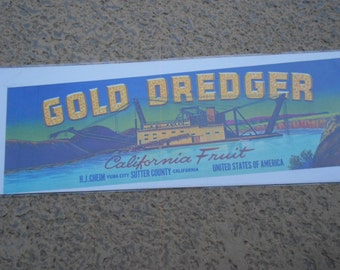 GOLD DREDGER
California Fruit
H.J. CHEIM YUBA CITY SUTTER COUNTY CALIFORNIA UNITED STATES OF AMERICA